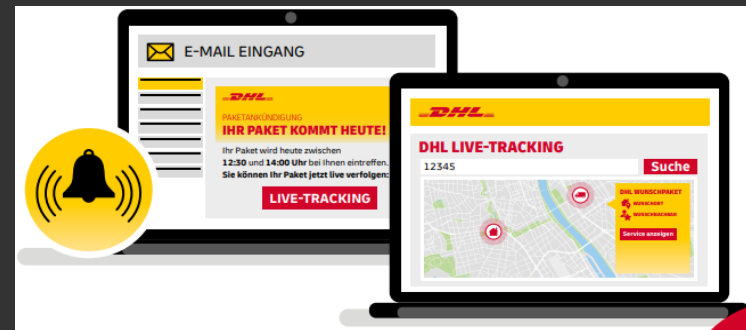 E-MAIL EINGANG
DHL
PAKETANKÜNDIGUNG
IHR PAKET KOMMT HEUTE!
Ihr Paket wird heute zwischen
12:30 und 14:00 Uhr bei Ihnen eintreffen.
Sie können Ihr Paket jetzt live verfolgen:
LIVE-TRACKING
DHL
DHL LIVE-TRACKING
12345
Suche
DHL WUNSCHPAKET
WUNSCHORT
WUNSCHNACHBAR
Service anzeigen